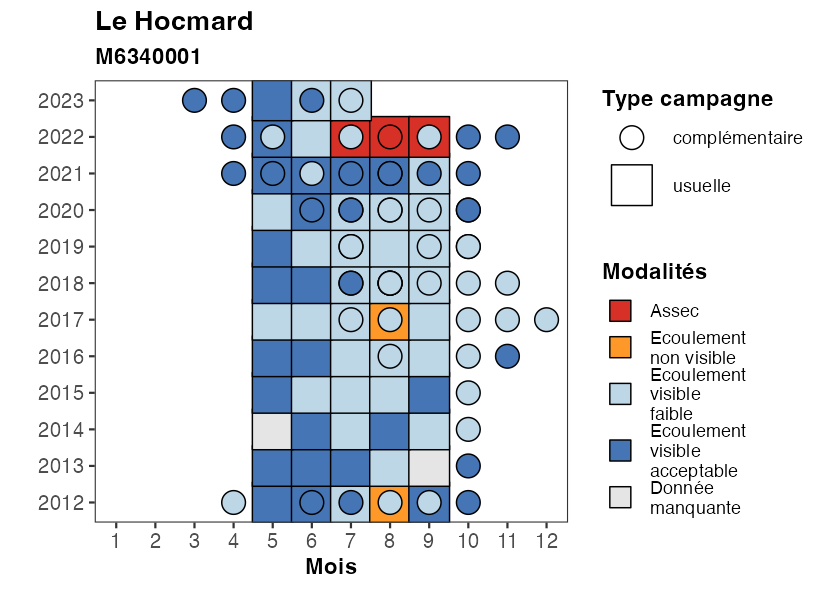 Le Hocmard
M6340001
2023
2022
2021
2020
2019
2018
2017
2016
2015
2014
2013
2012
1 2 3 4 5 6 7 8 9 10 11 12
Mois
Type campagne
complémentaire
usuelle
Modalités
Assec
Ecoulement
non visible
Ecoulement
visible
faible
Ecoulement
visible
acceptable
Donnée
manquante